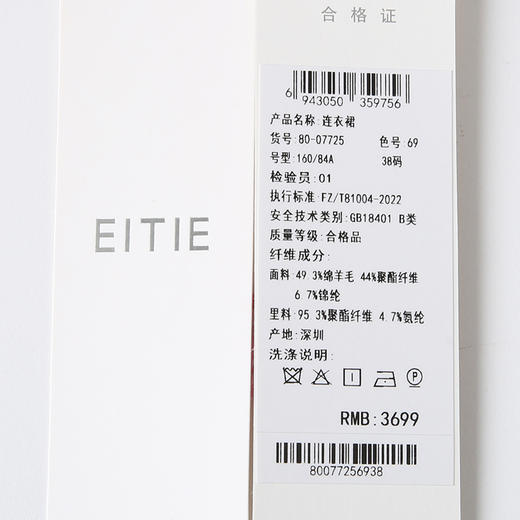 合格证
6 943050 359756
产品名称:连衣裙
货号:80-07725 色号:69
号型:160/84A 38码
检验员:01
执行标准:FZ/T81004-2022
安全技术类别:GB18401 B类
质量等级:合格品
纤维成分:
面料:49.3%绵羊毛 44%聚酯纤维
6.7%锦纶
里料:95.3%聚酯纤维 4.7%氨纶
产地:深圳
洗涤说明:
P
RMB:3699
80077256938
EITIE